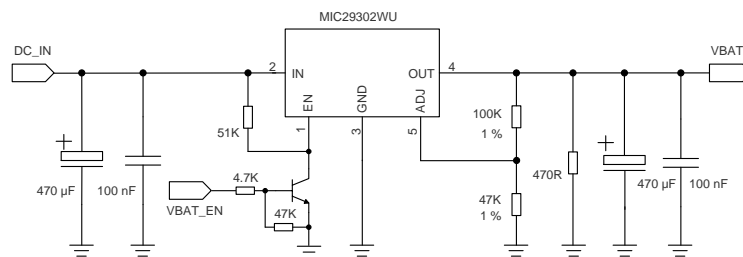 MIC29302WU
DC_IN
VBAT
2
IN
OUT
4
EN
GND
ADJ
1
3
5
51K
100K
1 %
470 µF
100 nF
4.7K
VBAT_EN
47K
47K
1 %
470R
470 µF
100 nF